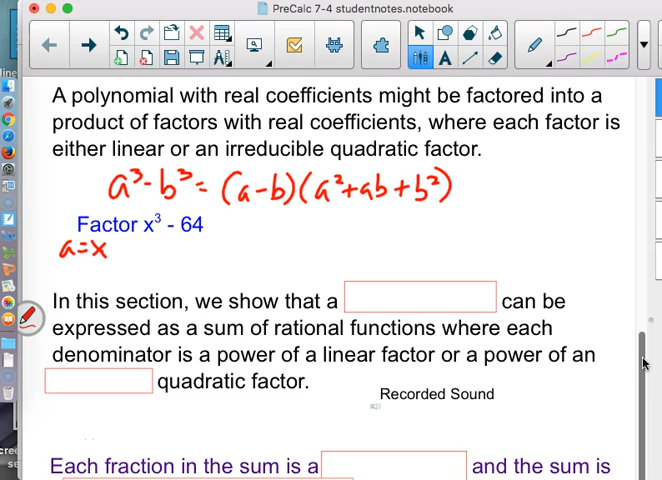 PreCalc 7-4 studentnotes.notebook
A polynomial with real coefficients might be factored into a
product of factors with real coefficients, where each factor is
either linear or an irreducible quadratic factor.
a³-b³=(a-b)(a²+ab+b²)
Factor x³ - 64
a=x
In this section, we show that a can be
expressed as a sum of rational functions where each
denominator is a power of a linear factor or a power of an
quadratic factor.
Recorded Sound
Each fraction in the sum is a and the sum is